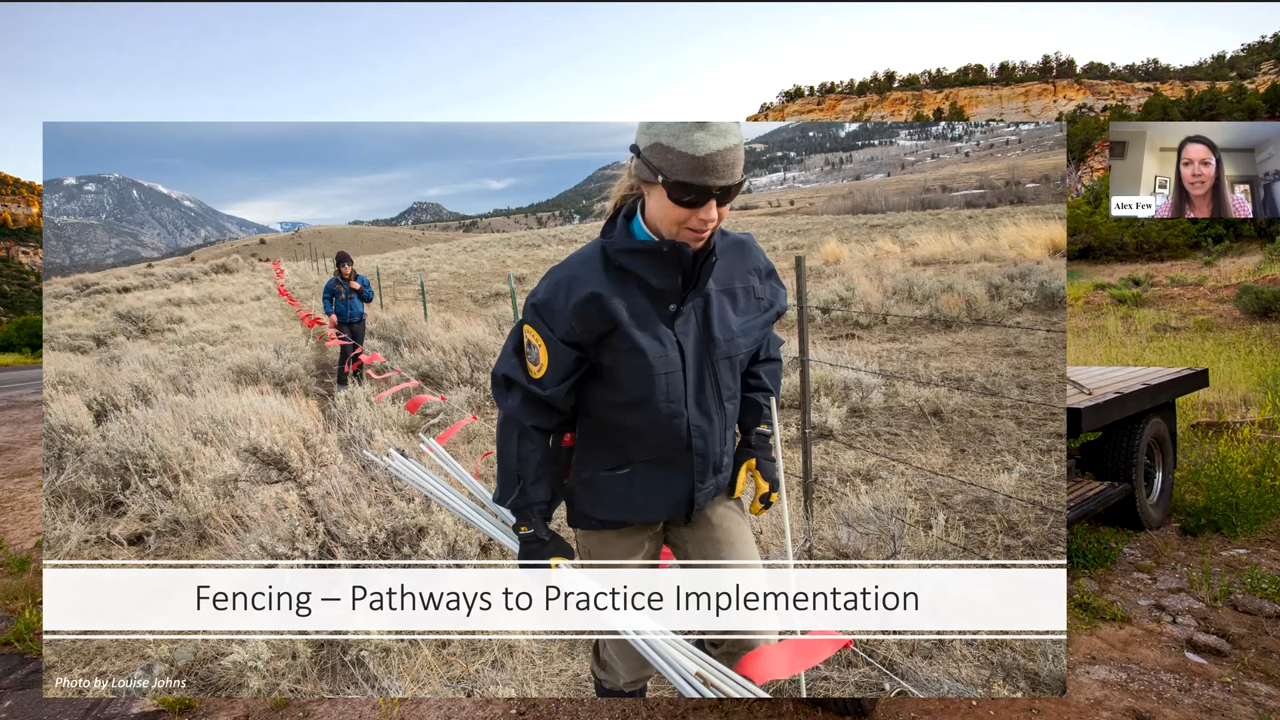 Alex Few
Fencing – Pathways to Practice Implementation
Photo by Louise Johns